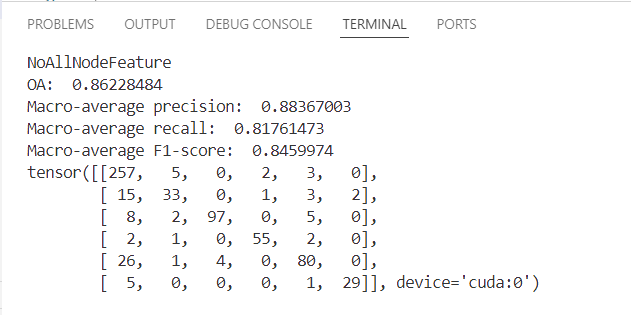 PROBLEMS OUTPUT DEBUG CONSOLE TERMINAL PORTS
NoAllNodeFeature
OA:  0.86228484
Macro-average precision:  0.88367003
Macro-average recall:  0.81761473
Macro-average F1-score:  0.8459974
tensor([[257,   5,   0,   2,   3,   0],
        [ 15,  33,   0,   1,   3,   2],
        [  8,   2,  97,   0,   5,   0],
        [  2,   1,   0,  55,   2,   0],
        [ 26,   1,   4,   0,  80,   0],
        [  5,   0,   0,   0,   1,  29]], device='cuda:0')